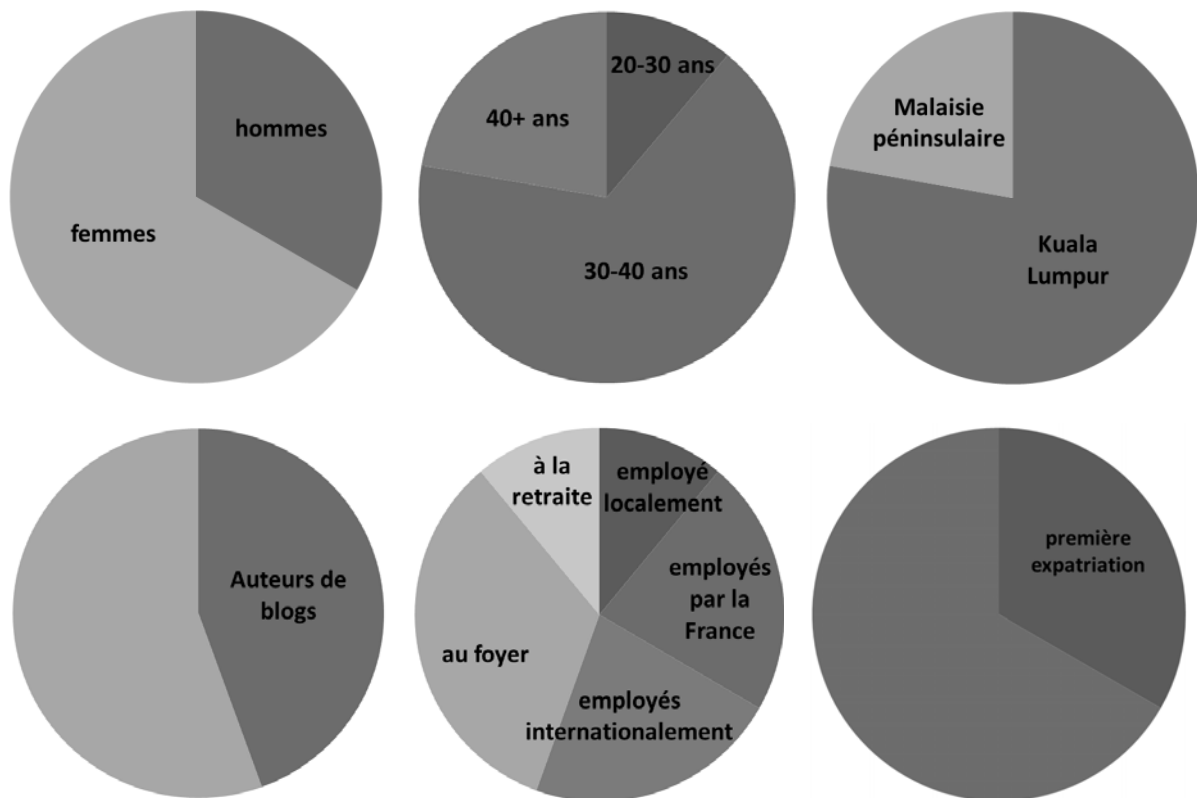 hommes
femmes
20-30 ans
40+ ans
30-40 ans
Malaisie
péninsulaire
Kuala
Lumpur
Auteurs de
blogs
à la
retraite
employé
localement
employés
par la
France
au foyer
employés
internationalement
première
expatriation